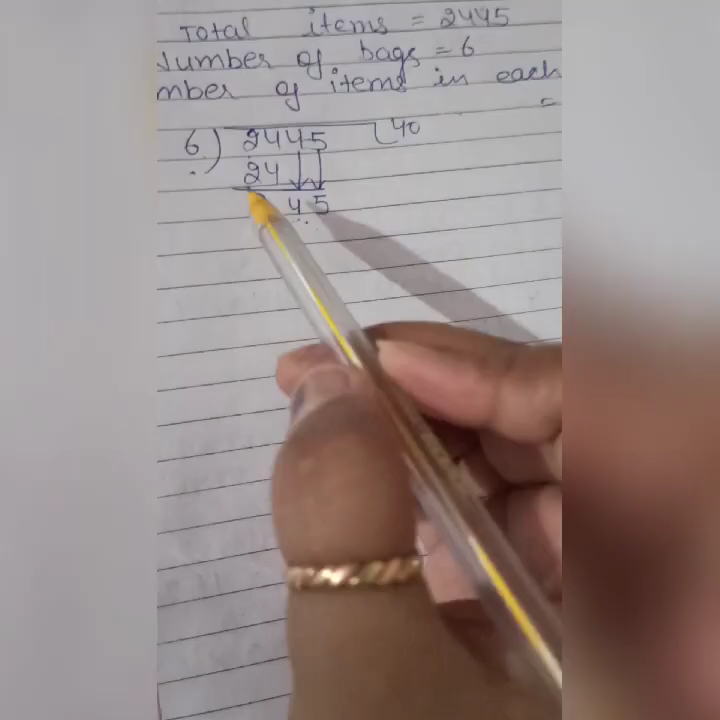 Total items = 2445
Number of bags = 6
mber of items in each
=
6) 2445 (40
24
45